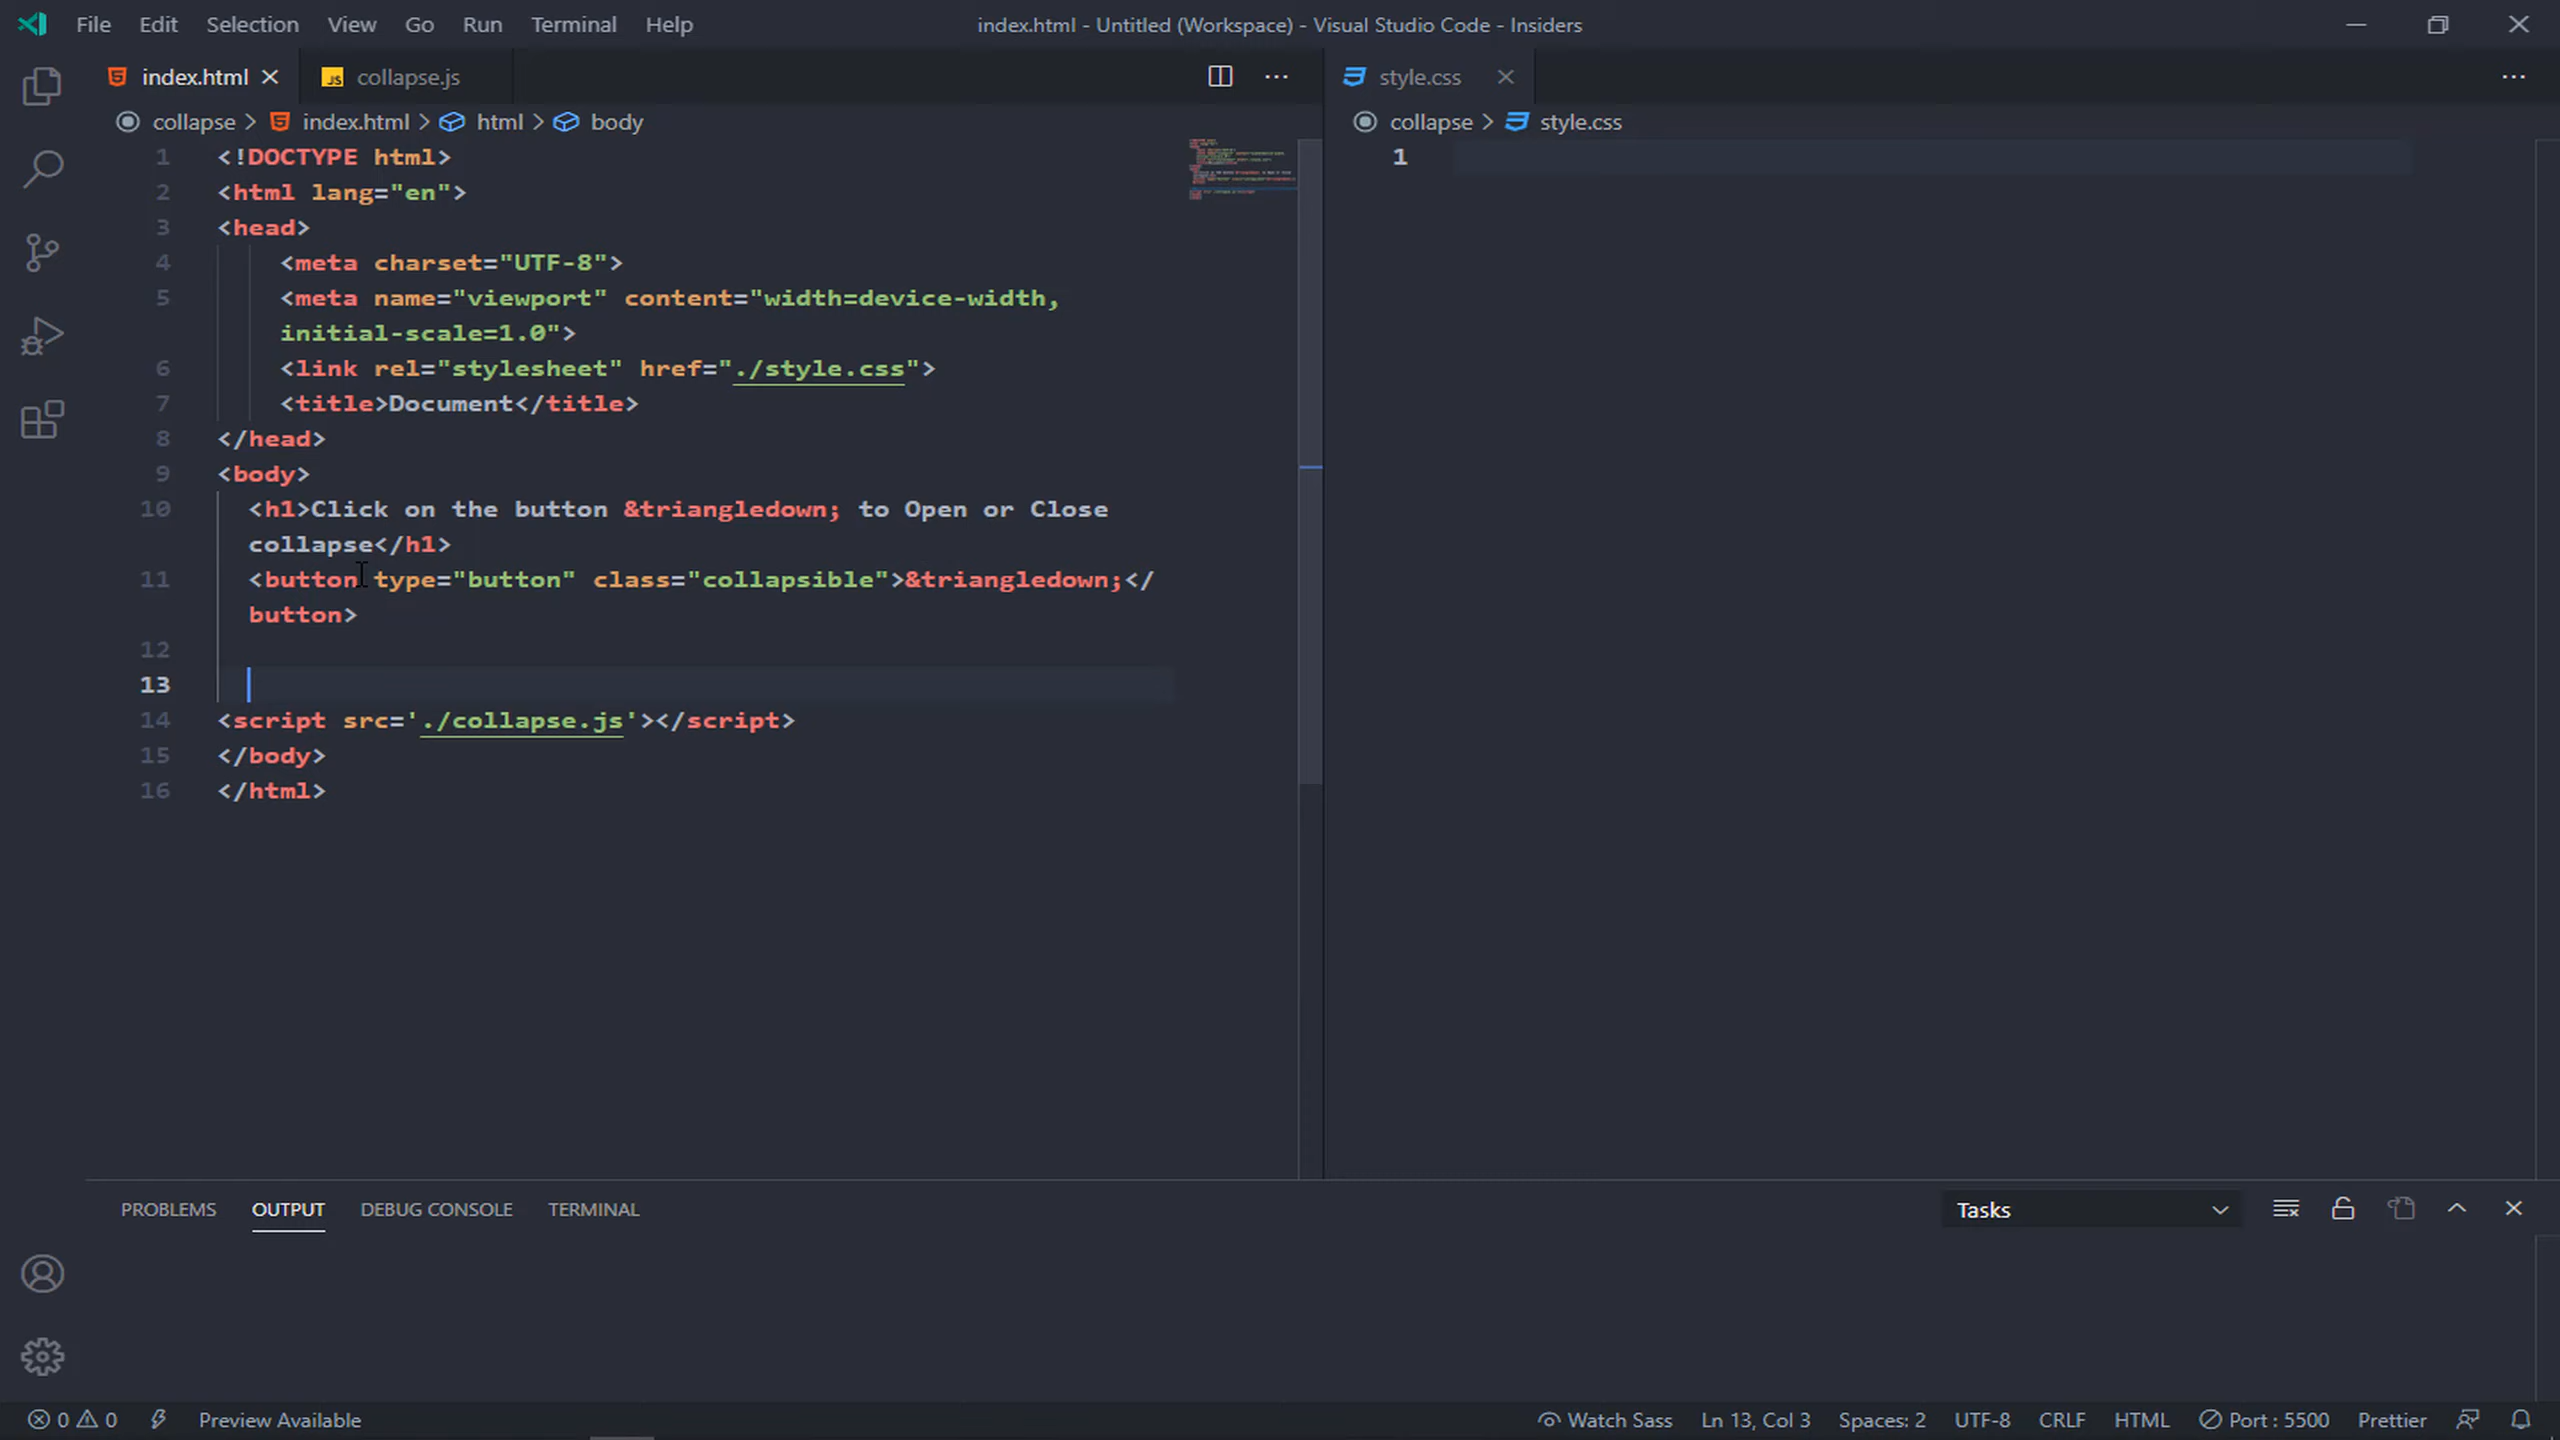 File Edit Selection View Go Run Terminal Help index.html - Untitled (Workspace) - Visual Studio Code - Insiders
index.html collapse.js
collapse > index.html > html > body
1 <!DOCTYPE html>
2 <html lang="en">
3 <head>
4 <meta charset="UTF-8">
5 <meta name="viewport" content="width=device-width,
initial-scale=1.0">
6 <link rel="stylesheet" href="./style.css">
7 <title>Document</title>
8 </head>
9 <body>
10 <h1>Click on the button &triangledown; to Open or Close
collapse</h1>
11 <button type="button" class="collapsible">&triangledown;</
button>
12
13
14 <script src='./collapse.js'></script>
15 </body>
16 </html>
style.css
collapse > style.css
1
PROBLEMS OUTPUT DEBUG CONSOLE TERMINAL Tasks
0 0 Preview Available Watch Sass Ln 13, Col 3 Spaces: 2 UTF-8 CRLF HTML Port : 5500 Prettier